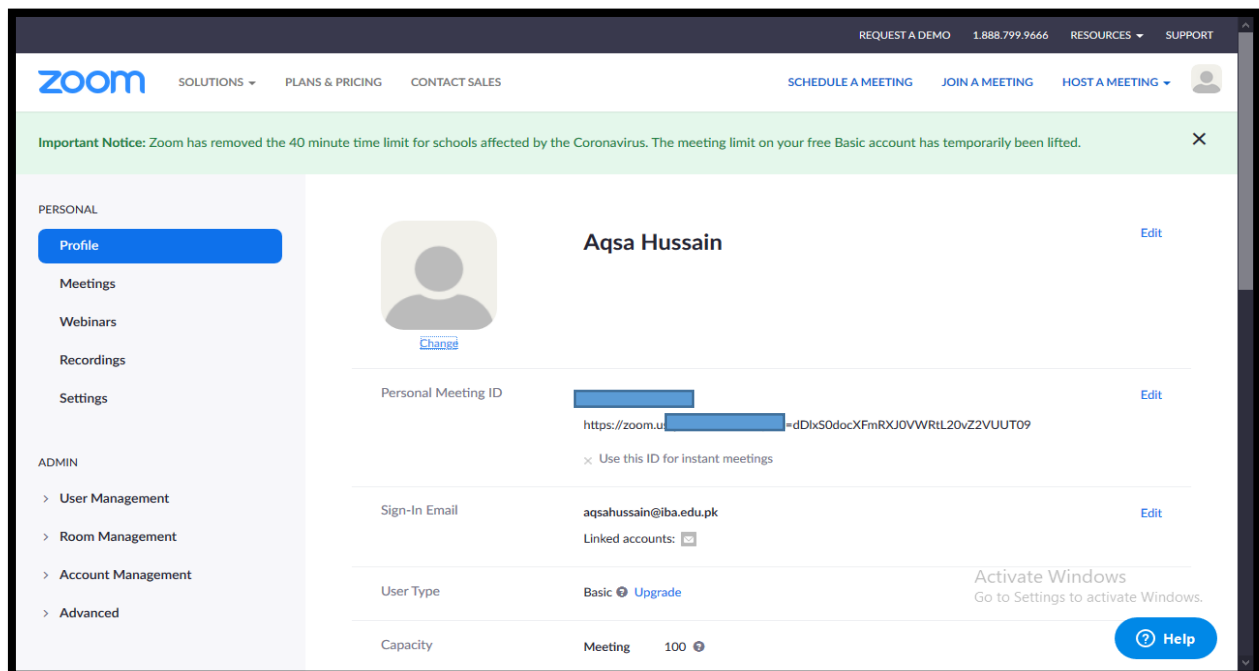 REQUEST A DEMO 1.888.799.9666 RESOURCES SUPPORT
zoom SOLUTIONS PLANS & PRICING CONTACT SALES SCHEDULE A MEETING JOIN A MEETING HOST A MEETING
Important Notice: Zoom has removed the 40 minute time limit for schools affected by the Coronavirus. The meeting limit on your free Basic account has temporarily been lifted.
PERSONAL
Profile
Meetings
Webinars
Recordings
Settings
ADMIN
User Management
Room Management
Account Management
Advanced
Aqsa Hussain Edit
Change
Personal Meeting ID Edit
https://zoom.u =dDlxS0docXFmRXJ0VWRtL20vZ2VUUT09
Use this ID for instant meetings
Sign-In Email aqsahussain@iba.edu.pk Edit
Linked accounts:
User Type Basic Upgrade
Capacity Meeting 100
Activate Windows
Go to Settings to activate Windows.
Help